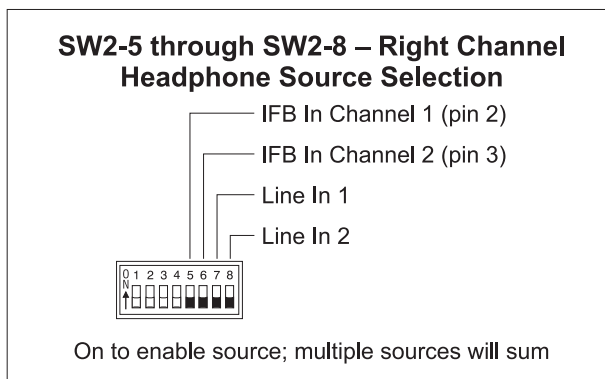 SW2-5 through SW2-8 – Right Channel
Headphone Source Selection
IFB In Channel 1 (pin 2)
IFB In Channel 2 (pin 3)
Line In 1
Line In 2
ON 1 2 3 4 5 6 7 8
On to enable source; multiple sources will sum